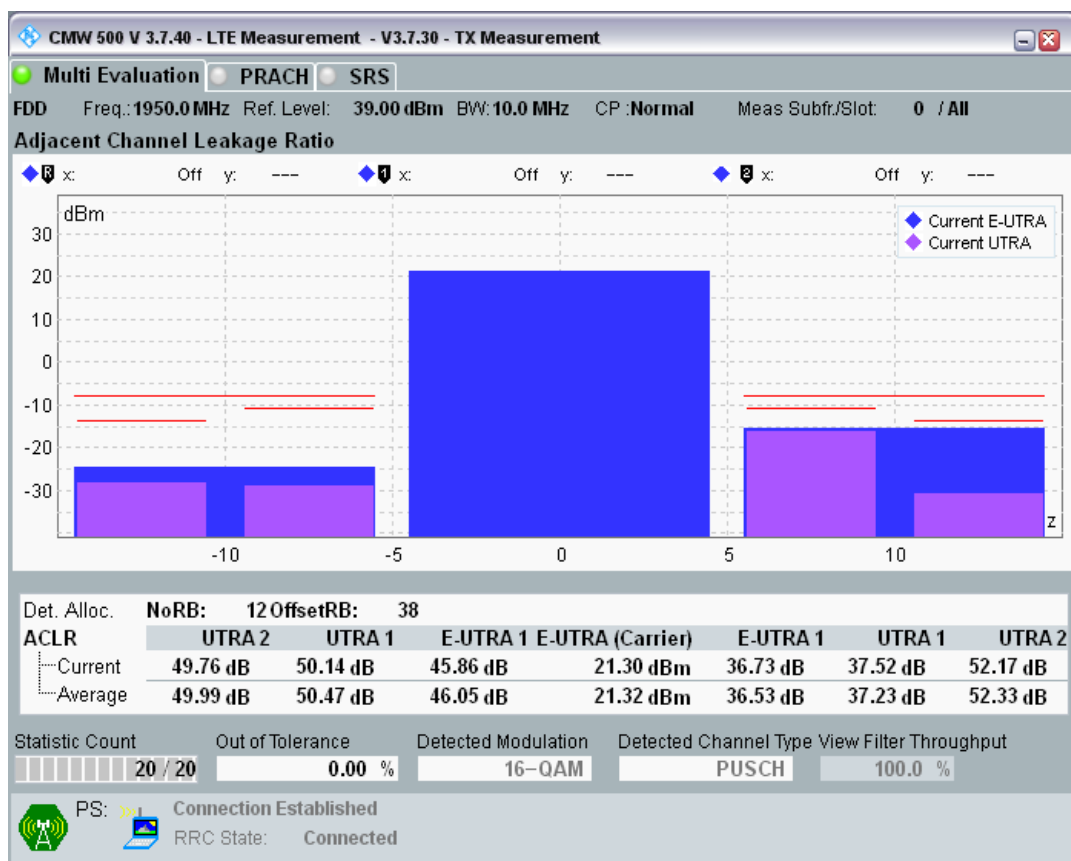 CMW 500 V 3.7.40 - LTE Measurement - V3.7.30 - TX Measurement
Multi Evaluation PRACH SRS
FDD Freq.: 1950.0 MHz Ref. Level: 39.00 dBm BW: 10.0 MHz CP : Normal Meas Subfr./Slot: 0 / All
Adjacent Channel Leakage Ratio
R x: Off y: --- 1 x: Off y: --- 2 x: Off y: ---
dBm
Current E-UTRA
Current UTRA
30
20
10
0
-10
-20
-30
z
-10 -5 0 5 10
Det. Alloc. NoRB: 12 OffsetRB: 38
ACLR UTRA 2 UTRA 1 E-UTRA 1 E-UTRA (Carrier) E-UTRA 1 UTRA 1 UTRA 2
Current 49.76 dB 50.14 dB 45.86 dB 21.30 dBm 36.73 dB 37.52 dB 52.17 dB
Average 49.99 dB 50.47 dB 46.05 dB 21.32 dBm 36.53 dB 37.23 dB 52.33 dB
Statistic Count Out of Tolerance Detected Modulation Detected Channel Type View Filter Throughput
20 / 20 0.00 % 16-QAM PUSCH 100.0 %
PS: Connection Established
RRC State: Connected